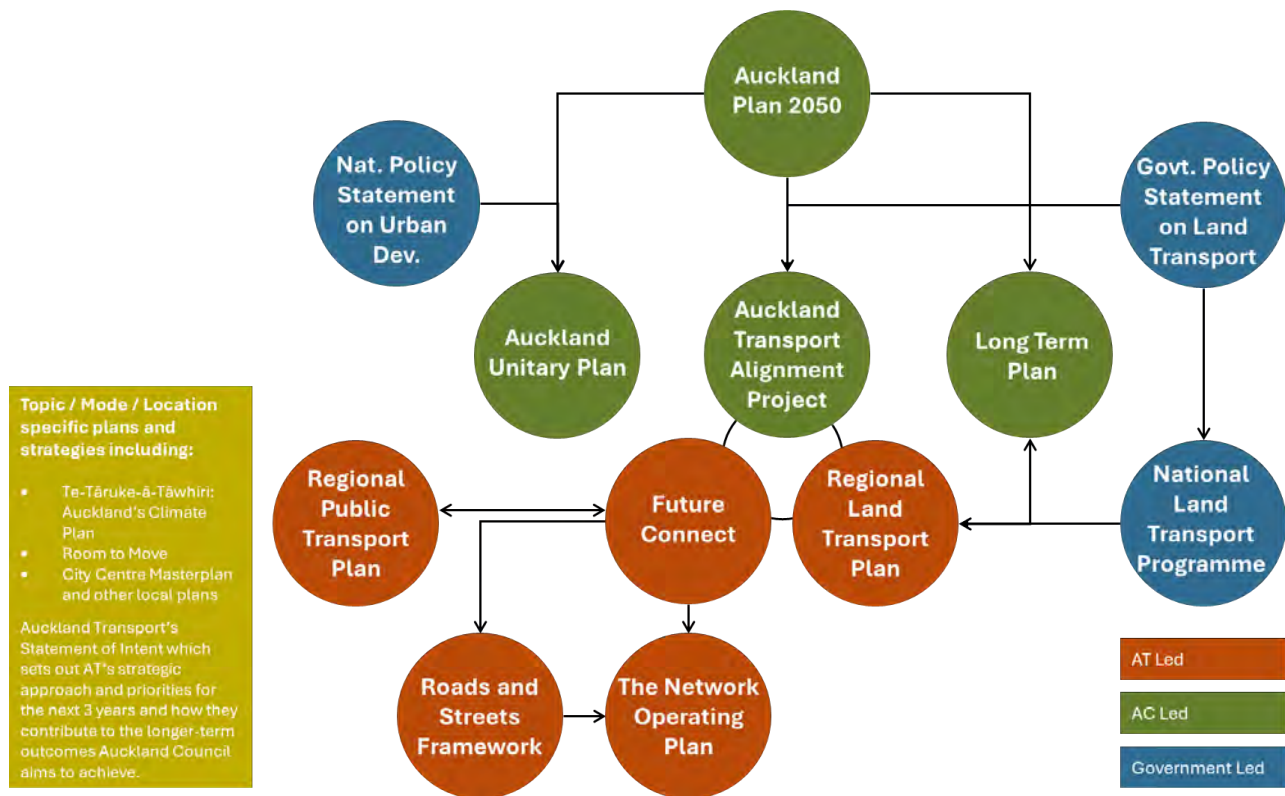 Auckland
Plan 2050
Nat. Policy
Statement
on Urban
Dev.
Govt. Policy
Statement
on Land
Transport
Auckland
Unitary Plan
Auckland
Transport
Alignment
Project
Long Term
Plan
Topic / Mode / Location
specific plans and
strategies including:
• Te-Tāruke-ā-Tāwhiri:
Auckland's Climate
Plan
• Room to Move
• City Centre Masterplan
and other local plans
Auckland Transport's
Statement of Intent which
sets out AT's strategic
approach and priorities for
the next 3 years and how they
contribute to the longer-term
outcomes Auckland Council
aims to achieve.
Regional
Public
Transport
Plan
Future
Connect
Regional
Land
Transport
Plan
National
Land
Transport
Programme
Roads and
Streets
Framework
The Network
Operating
Plan
AT Led
AC Led
Government Led